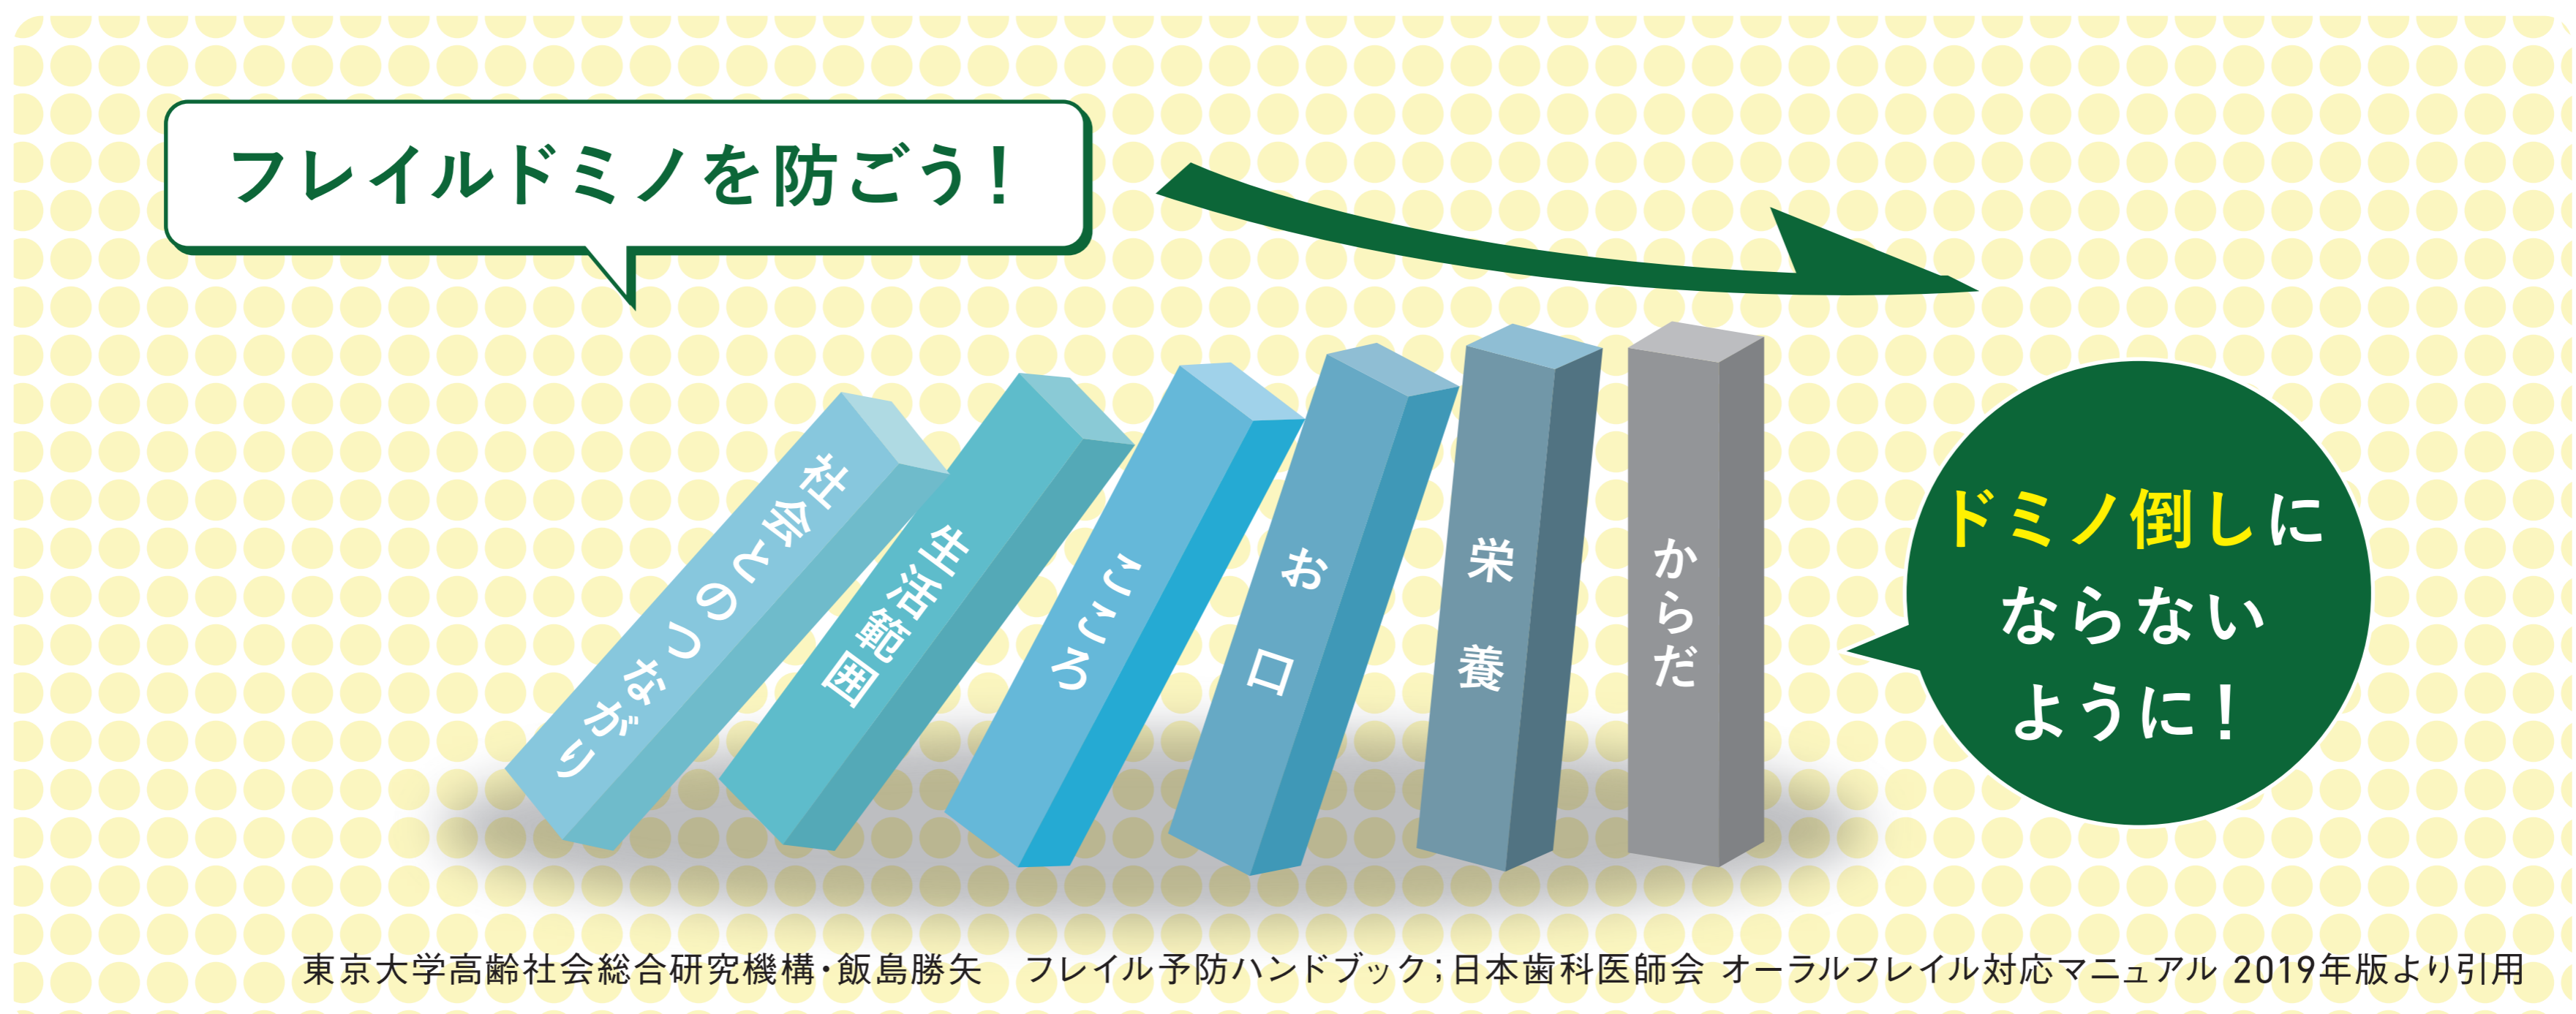 フレイルドミノを防ごう！
社会とのつながり
生活範囲
こころ
お口
栄養
からだ
ドミノ倒しに
ならない
ように！
東京大学高齢社会総合研究機構・飯島勝矢　フレイル予防ハンドブック；日本歯科医師会 オーラルフレイル対応マニュアル 2019年版より引用